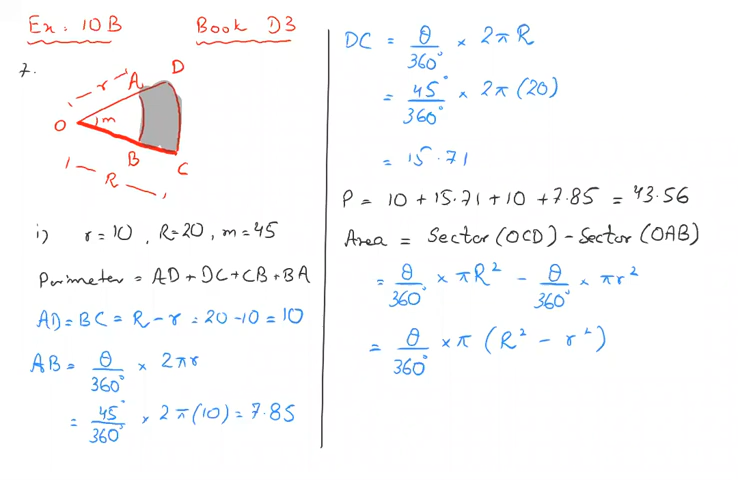 Ex: 10B Book D3
7.
r A D
O m
B C
R
i) r = 10, R = 20, m = 45
Perimeter = AD + DC + CB + BA
AD = BC = R - r = 20 - 10 = 10
AB = θ/360° × 2πr
= 45°/360° × 2π(10) = 7.85
DC = θ/360° × 2πR
= 45°/360° × 2π(20)
= 15.71
P = 10 + 15.71 + 10 + 7.85 = 43.56
Area = Sector (OCD) - Sector (OAB)
= θ/360° × πR² - θ/360° × πr²
= θ/360° × π (R² - r²)